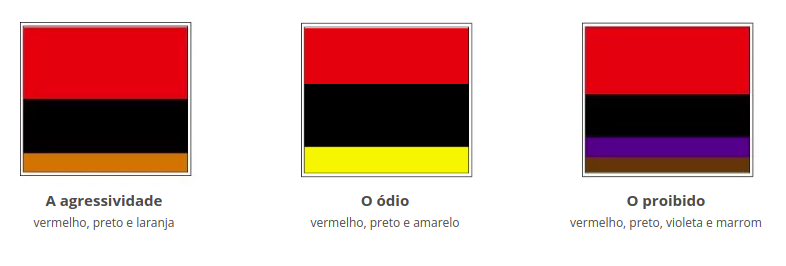 A agressividade
vermelho, preto e laranja
O ódio
vermelho, preto e amarelo
O proibido
vermelho, preto, violeta e marrom